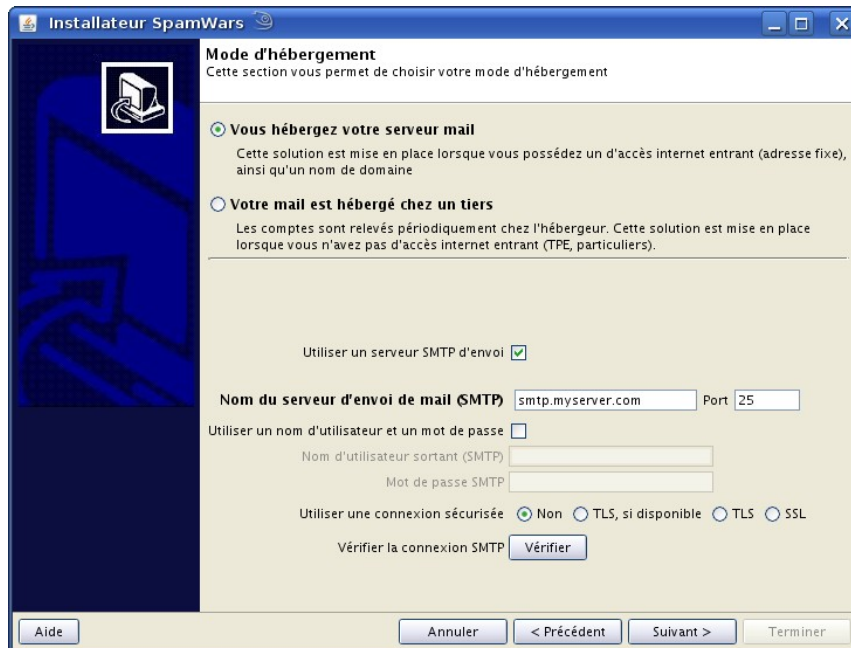 Installateur SpamWars
Mode d'hébergement
Cette section vous permet de choisir votre mode d'hébergement
Vous hébergez votre serveur mail
Cette solution est mise en place lorsque vous possédez un d'accès internet entrant (adresse fixe),
ainsi qu'un nom de domaine
Votre mail est hébergé chez un tiers
Les comptes sont relevés périodiquement chez l'hébergeur. Cette solution est mise en place
lorsque vous n'avez pas d'accès internet entrant (TPE, particuliers).
Utiliser un serveur SMTP d'envoi
Nom du serveur d'envoi de mail (SMTP) smtp.myserver.com Port 25
Utiliser un nom d'utilisateur et un mot de passe
Nom d'utilisateur sortant (SMTP)
Mot de passe SMTP
Utiliser une connexion sécurisée Non TLS, si disponible TLS SSL
Vérifier la connexion SMTP Vérifier
Aide Annuler < Précédent Suivant > Terminer